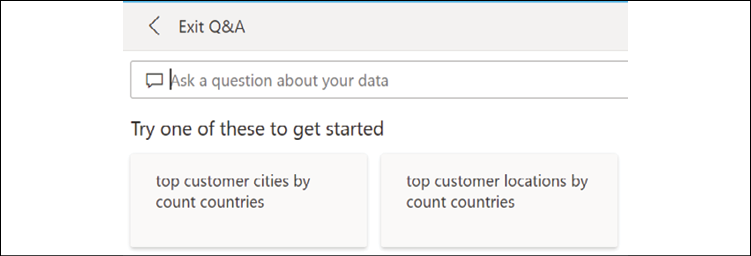 Exit Q&A
Ask a question about your data
Try one of these to get started
top customer cities by
count countries
top customer locations by
count countries